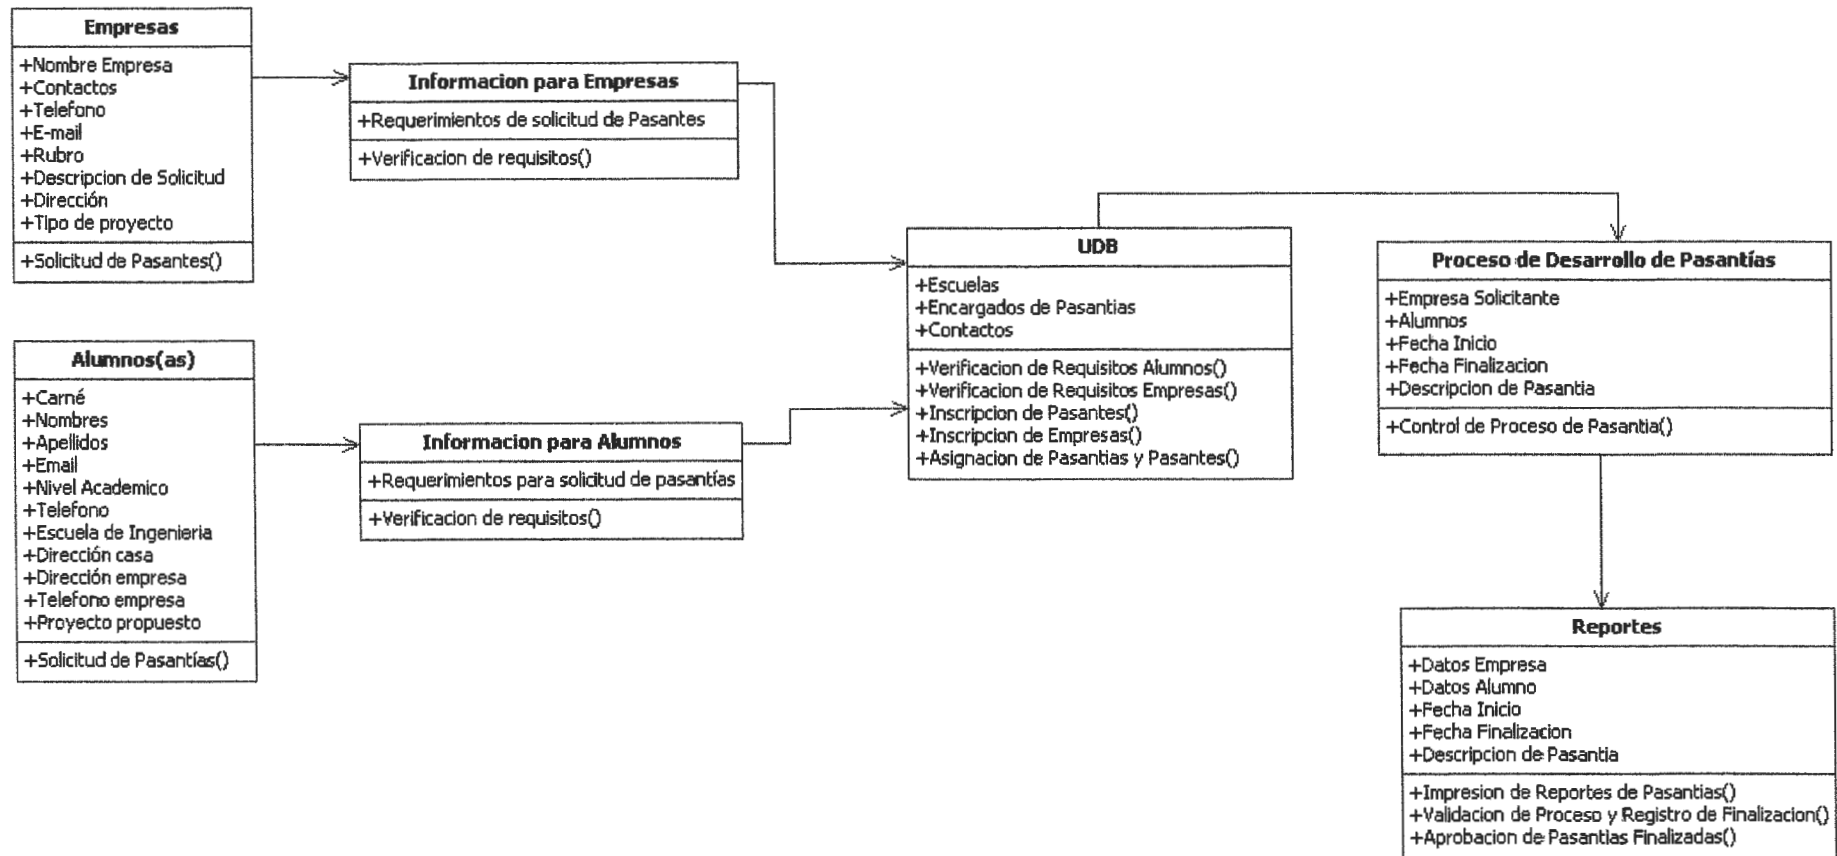 Empresas
+Nombre Empresa
+Contactos
+Telefono
+E-mail
+Rubro
+Descripcion de Solicitud
+Dirección
+Tipo de proyecto
+Solicitud de Pasantes()
Informacion para Empresas
+Requerimientos de solicitud de Pasantes
+Verificacion de requisitos()
Alumnos(as)
+Carné
+Nombres
+Apellidos
+Email
+Nivel Academico
+Telefono
+Escuela de Ingenieria
+Dirección casa
+Dirección empresa
+Telefono empresa
+Proyecto propuesto
+Solicitud de Pasantías()
Informacion para Alumnos
+Requerimientos para solicitud de pasantías
+Verificacion de requisitos()
UDB
+Escuelas
+Encargados de Pasantias
+Contactos
+Verificacion de Requisitos Alumnos()
+Verificacion de Requisitos Empresas()
+Inscripcion de Pasantes()
+Inscripcion de Empresas()
+Asignacion de Pasantias y Pasantes()
Proceso de Desarrollo de Pasantías
+Empresa Solicitante
+Alumnos
+Fecha Inicio
+Fecha Finalizacion
+Descripcion de Pasantia
+Control de Proceso de Pasantia()
Reportes
+Datos Empresa
+Datos Alumno
+Fecha Inicio
+Fecha Finalizacion
+Descripcion de Pasantia
+Impresion de Reportes de Pasantias()
+Validacion de Proceso y Registro de Finalizacion()
+Aprobacion de Pasantias Finalizadas()